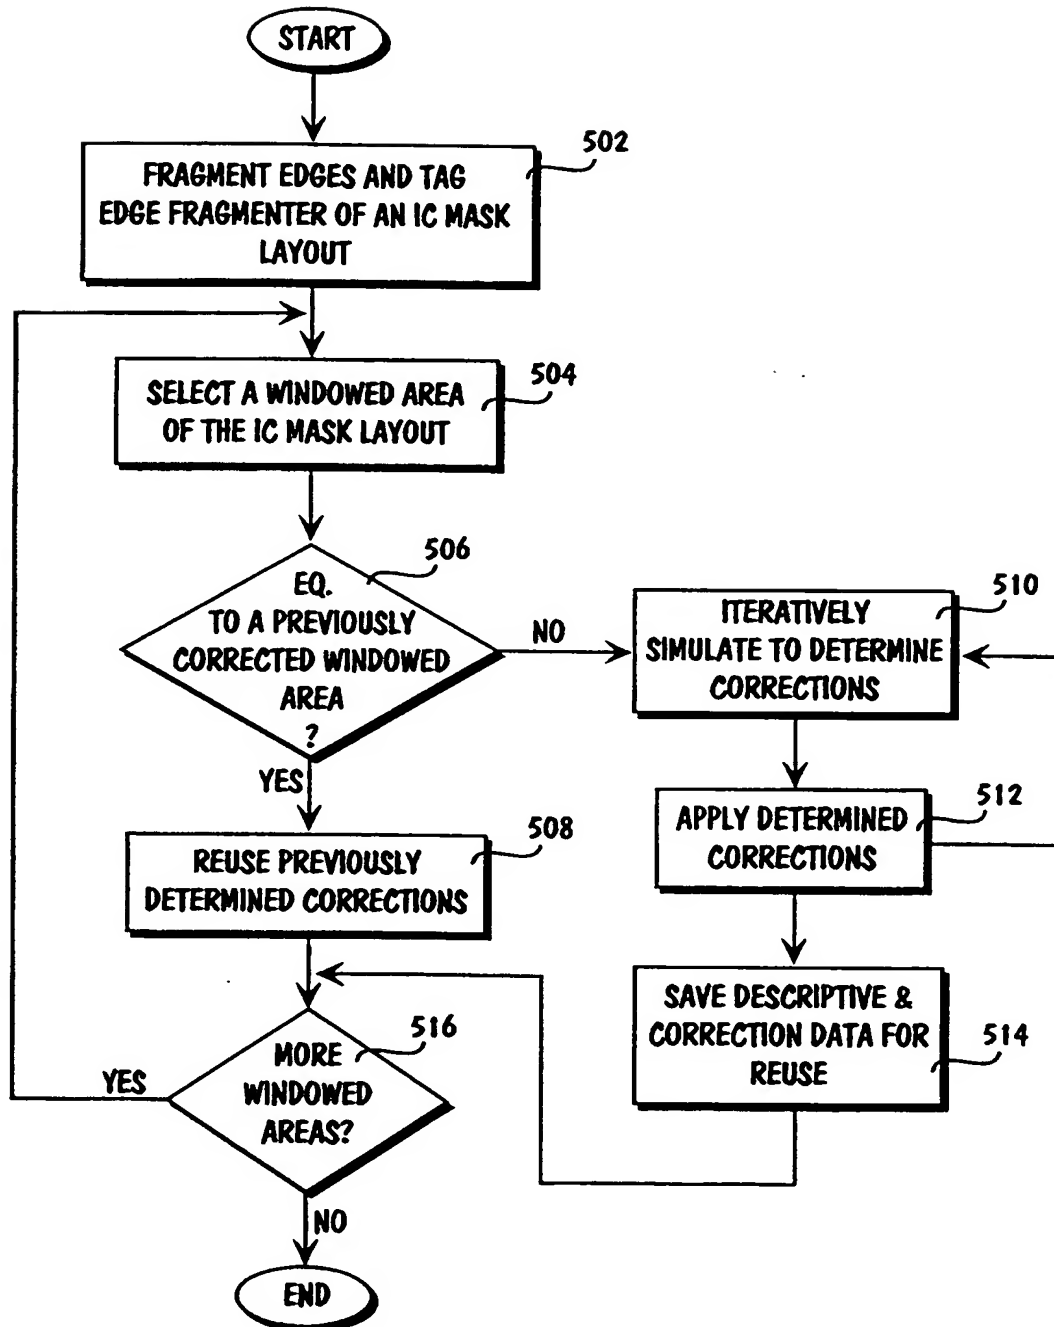 START
502
FRAGMENT EDGES AND TAG
EDGE FRAGMENTER OF AN IC MASK
LAYOUT
504
SELECT A WINDOWED AREA
OF THE IC MASK LAYOUT
506
EQ.
TO A PREVIOUSLY
CORRECTED WINDOWED
AREA
?
NO
YES
510
ITERATIVELY
SIMULATE TO DETERMINE
CORRECTIONS
508
REUSE PREVIOUSLY
DETERMINED CORRECTIONS
512
APPLY DETERMINED
CORRECTIONS
SAVE DESCRIPTIVE &
CORRECTION DATA FOR
REUSE
514
516
MORE
WINDOWED
AREAS?
YES
NO
END